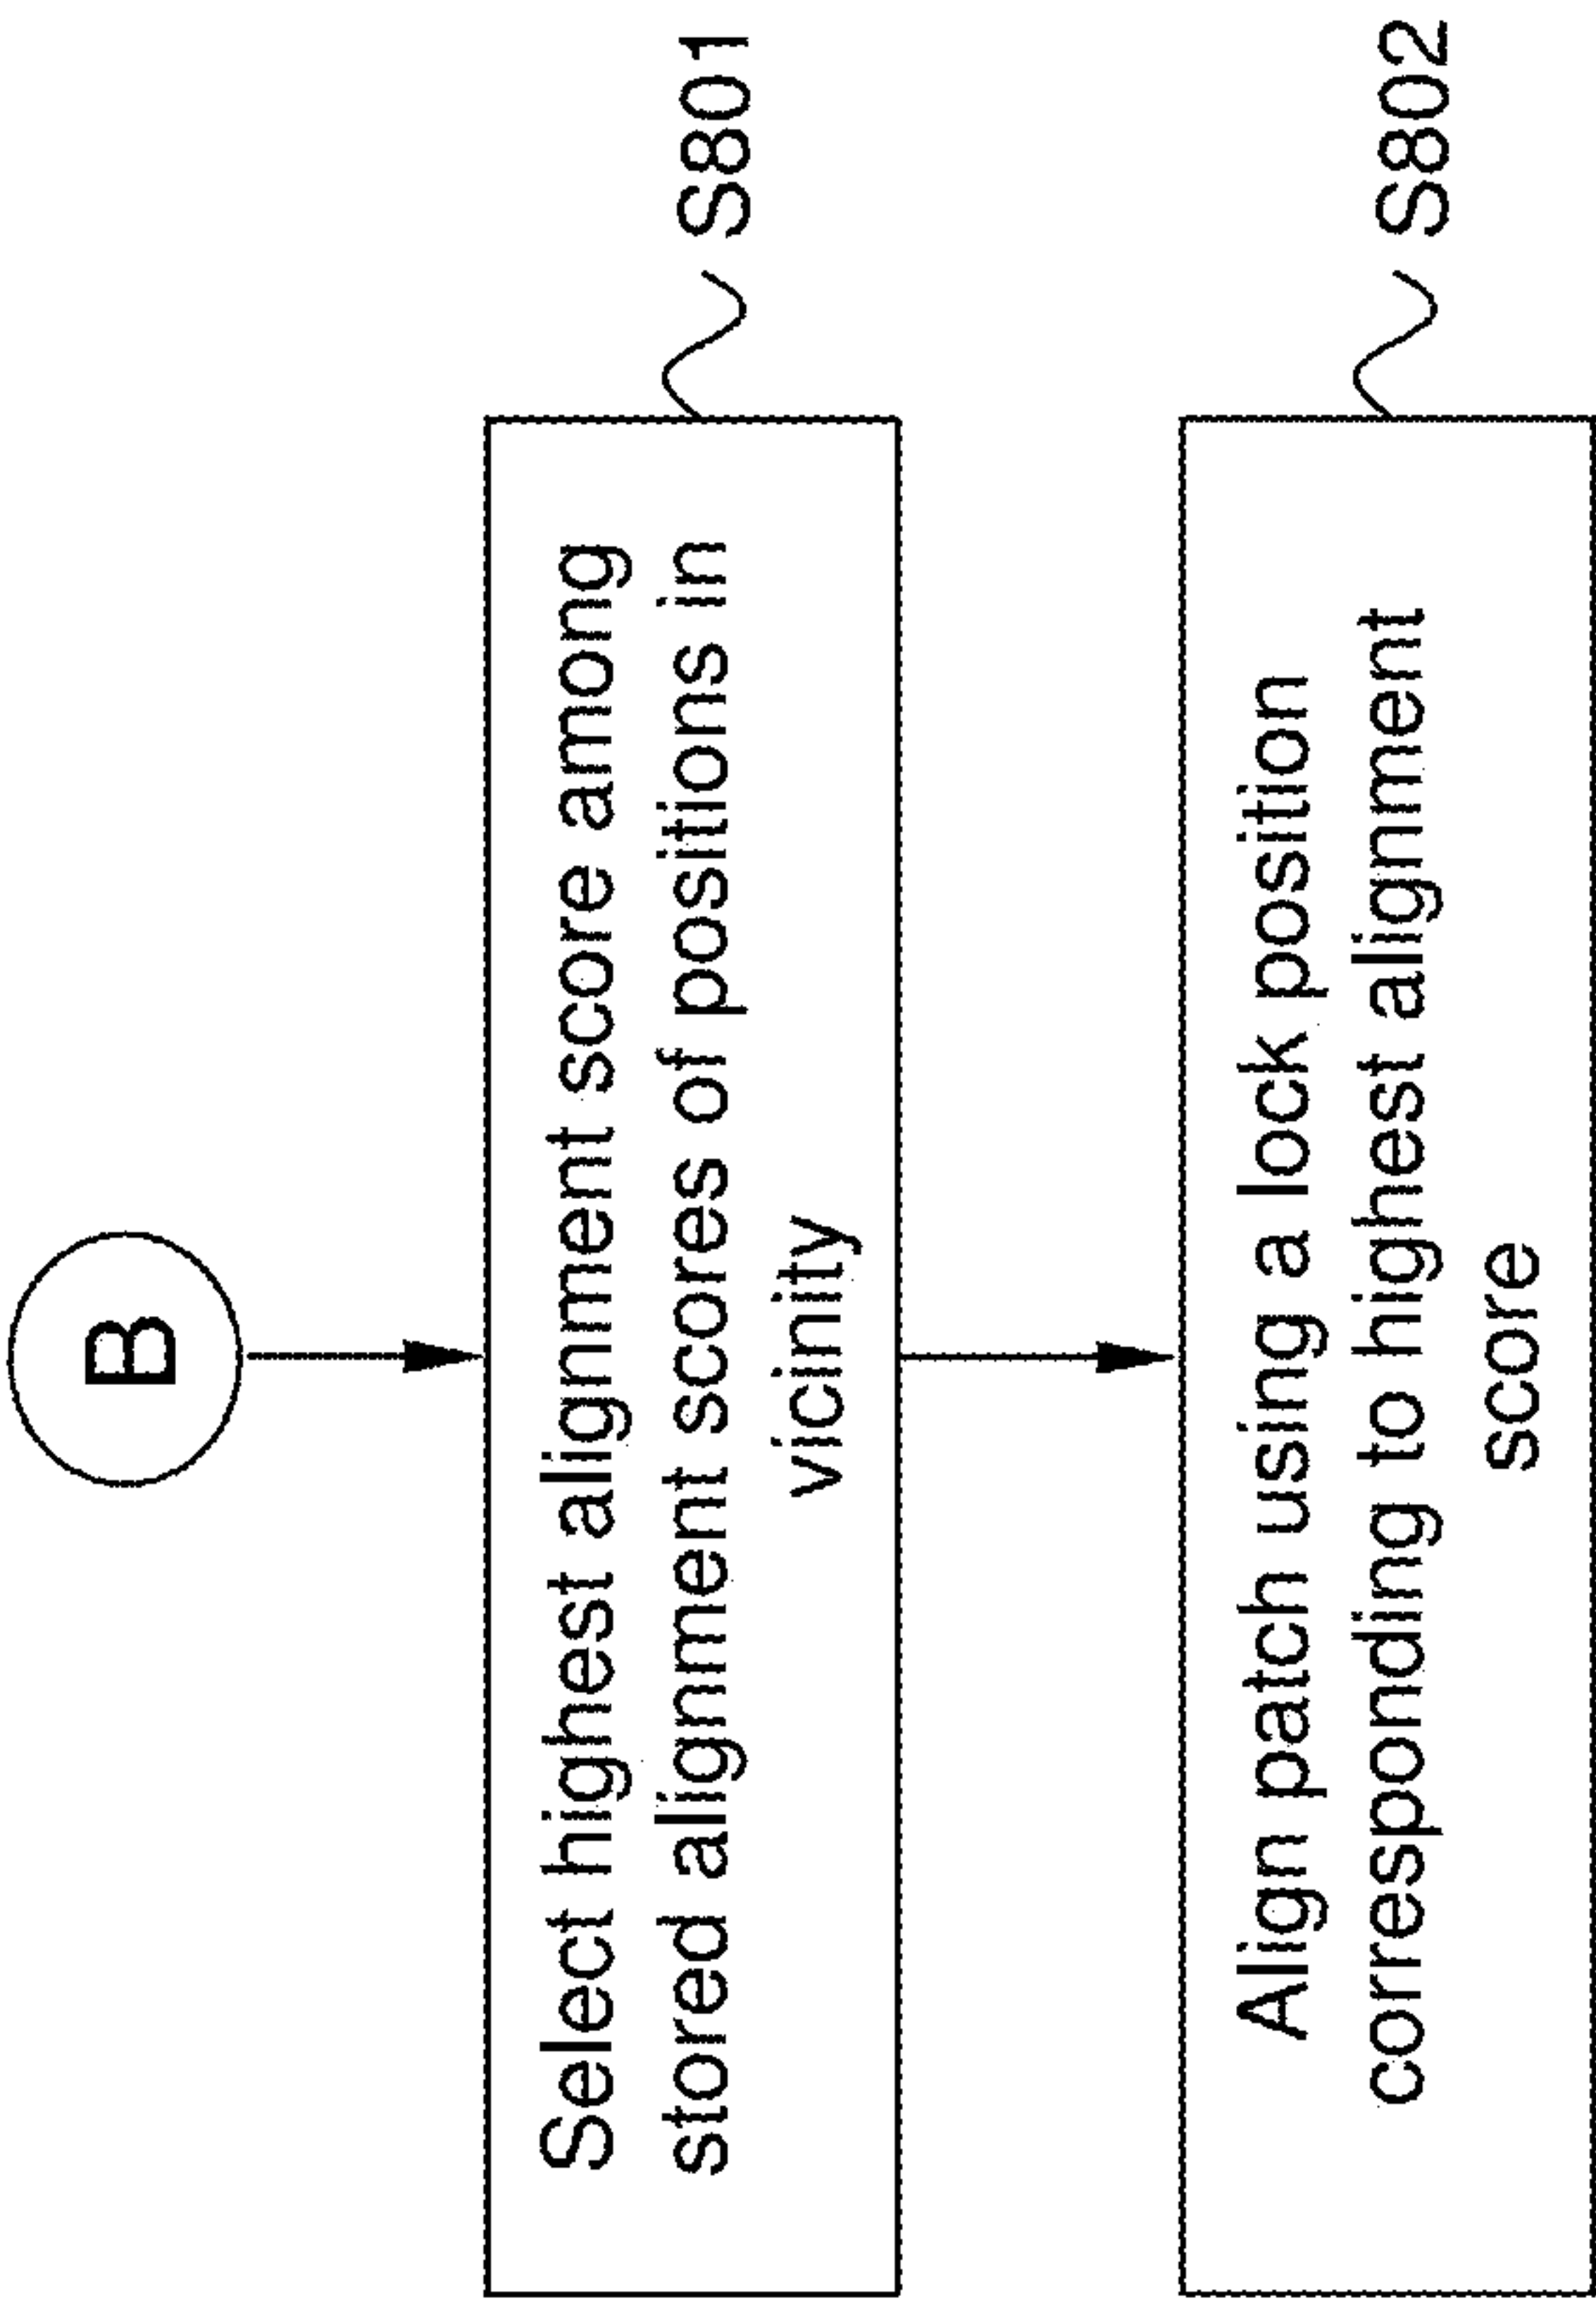 B
Select highest alignment score among
stored alignment scores of positions in
vicinity
S801
Align patch using a lock position
corresponding to highest alignment
score
S802